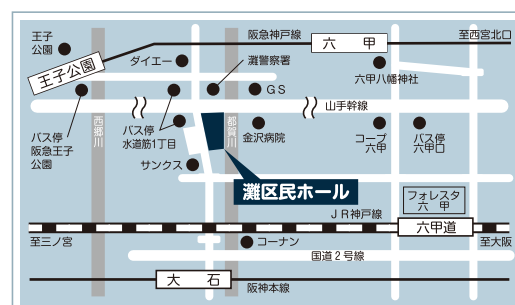 王子
公園
阪急神戸線
六甲
至西宮北口
王子公園
ダイエー
灘警察署
六甲八幡神社
GS
山手幹線
バス停
阪急王子
公園
西郷川
バス停
水道筋1丁目
都賀川
金沢病院
コープ
六甲
バス停
六甲口
サンクス
灘区民ホール
フォレスタ
六甲
JR神戸線
六甲道
至三ノ宮
コーナン
至大阪
国道2号線
大石
阪神本線